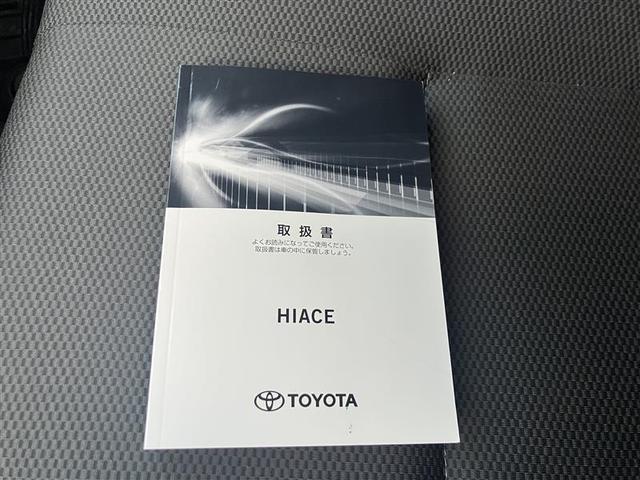 取扱書
よくお読みになってご使用ください。
取扱書は車の中に保管しましょう。
HIACE
TOYOTA